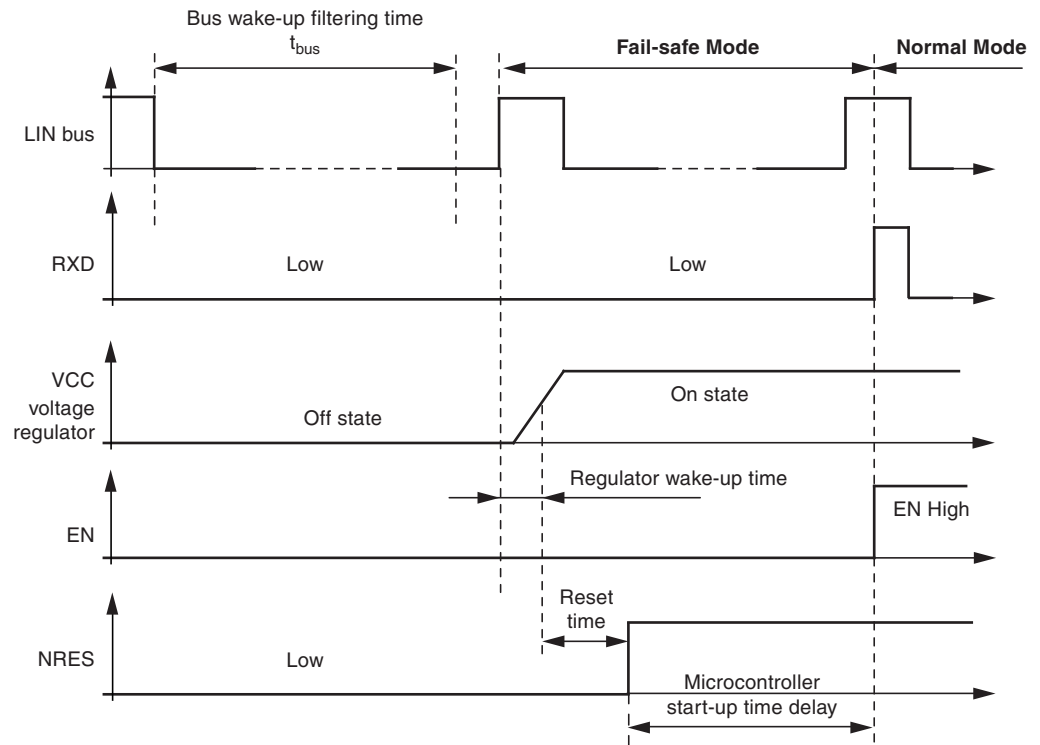 Bus wake-up filtering time
tbus
Fail-safe Mode
Normal Mode
LIN bus
RXD
Low
Low
VCC
voltage
regulator
Off state
On state
Regulator wake-up time
EN
EN High
Reset
time
NRES
Low
Microcontroller
start-up time delay